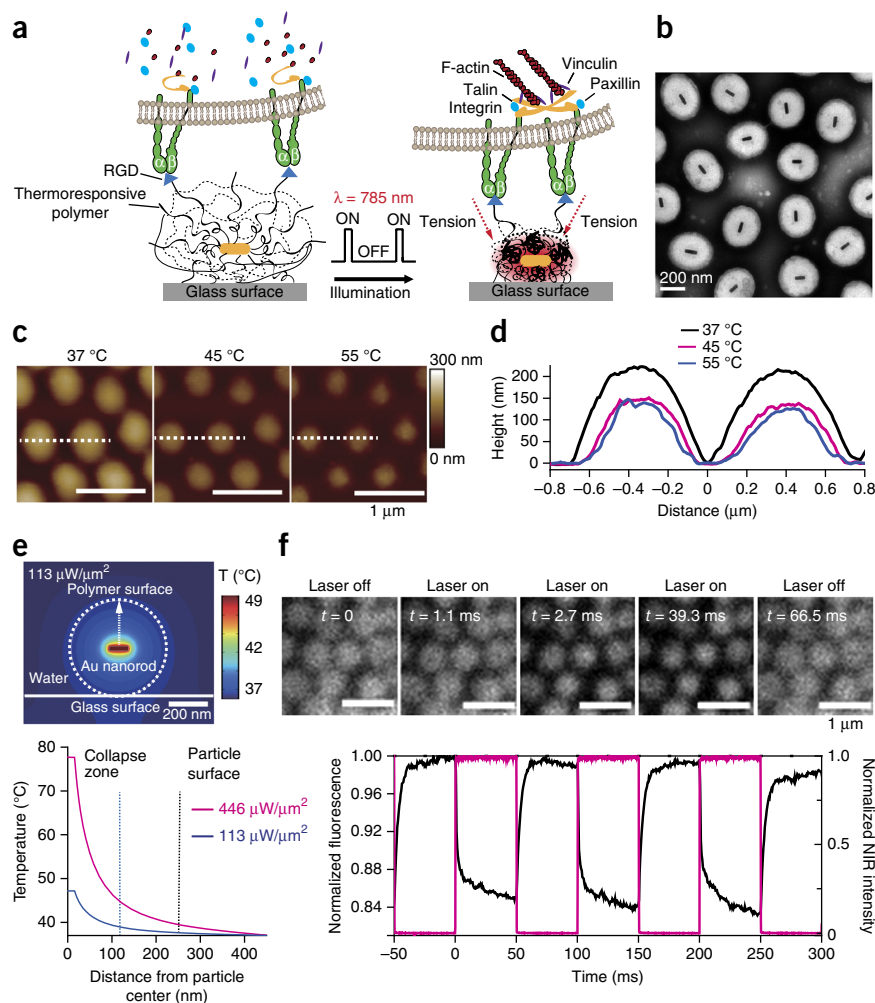 a
F-actin
Vinculin
Talin
Paxillin
Integrin
α β
α β
α β
α β
RGD
Thermoresponsive
polymer
λ = 785 nm
ON ON
OFF
Illumination
Tension Tension
Glass surface
Glass surface
b
200 nm
c
37 °C 45 °C 55 °C
300 nm
0 nm
1 μm
d
37 °C
45 °C
55 °C
Height (nm)
200
150
100
50
0
–0.8 –0.6 –0.4 –0.2 0 0.2 0.4 0.6 0.8
Distance (μm)
e
113 μW/μm²
Polymer surface
Au nanorod
Water
Glass surface
200 nm
T (°C)
49
42
37
Temperature (°C)
80
70
60
50
40
Collapse
zone
Particle
surface
446 μW/μm²
113 μW/μm²
0 100 200 300 400
Distance from particle
center (nm)
f
Laser off Laser on Laser on Laser on Laser off
t = 0 t = 1.1 ms t = 2.7 ms t = 39.3 ms t = 66.5 ms
1 μm
Normalized fluorescence
1.00
0.96
0.92
0.88
0.84
Normalized NIR
intensity
1.0
0.5
0
–50 0 50 100 150 200 250 300
Time (ms)